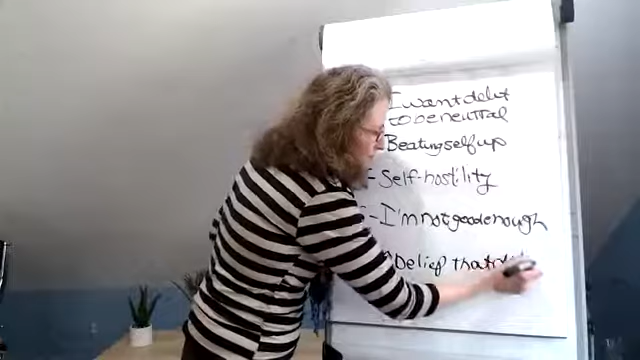 I want debt
to be neutral
Beating self up
- Self-hostility
- I'm not good enough
Belief that